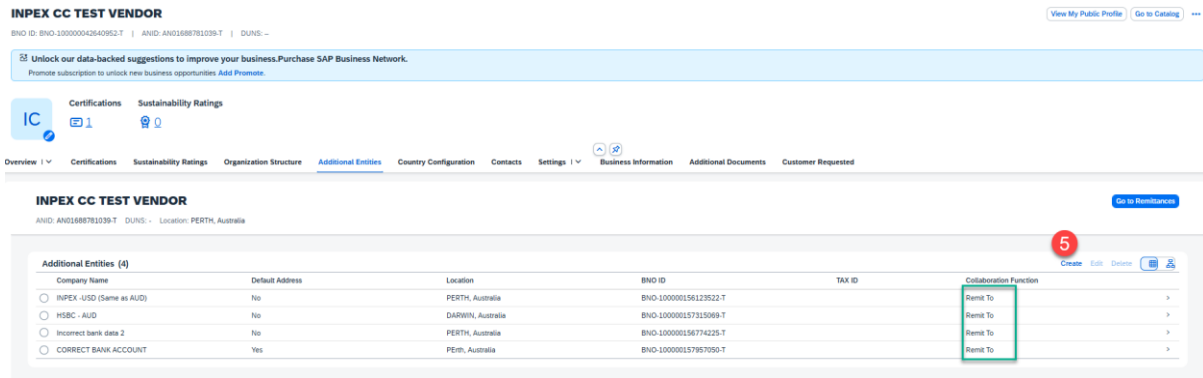 INPEX CC TEST VENDOR
View My Public Profile Go to Catalog
BNO ID: BNO-100000042640952-T | ANID: AN01688781039-T | DUNS: –
Unlock our data-backed suggestions to improve your business.Purchase SAP Business Network.
Promote subscription to unlock new business opportunities Add Promote.
IC
Certifications Sustainability Ratings
1 0
Overview Certifications Sustainability Ratings Organization Structure Additional Entities Country Configuration Contacts Settings Business Information Additional Documents Customer Requested
INPEX CC TEST VENDOR
Go to Remittances
ANID: AN01688781039-T DUNS: - Location: PERTH, Australia
5
Additional Entities (4)
Create Edit Delete
Company Name Default Address Location BNO ID TAX ID Collaboration Function
INPEX -USD (Same as AUD) No PERTH, Australia BNO-100000156123522-T Remit To
HSBC - AUD No DARWIN, Australia BNO-100000157315069-T Remit To
Incorrect bank data 2 No PERTH, Australia BNO-100000156774225-T Remit To
CORRECT BANK ACCOUNT Yes PErth, Australia BNO-100000157957050-T Remit To